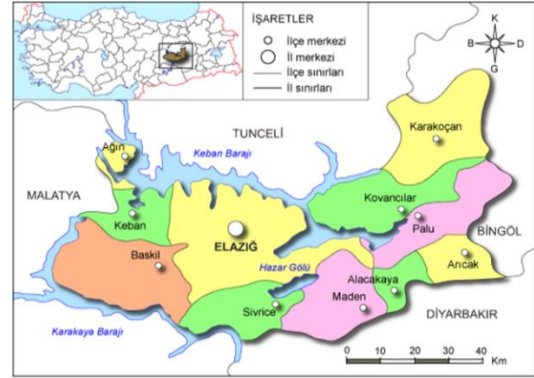 İŞARETLER
İlçe merkezi
İl merkezi
İlçe sınırları
İl sınırları
K
B D
G
TUNCELİ
Keban Barajı
Karakoçan
Ağın
MALATYA
Kovancılar
Keban
Palu
BİNGÖL
ELAZIĞ
Baskil
Hazar Gölü
Arıcak
Alacakaya
Maden
Sivrice
DİYARBAKIR
Karakaya Barajı
0 10 20 30 40
Km